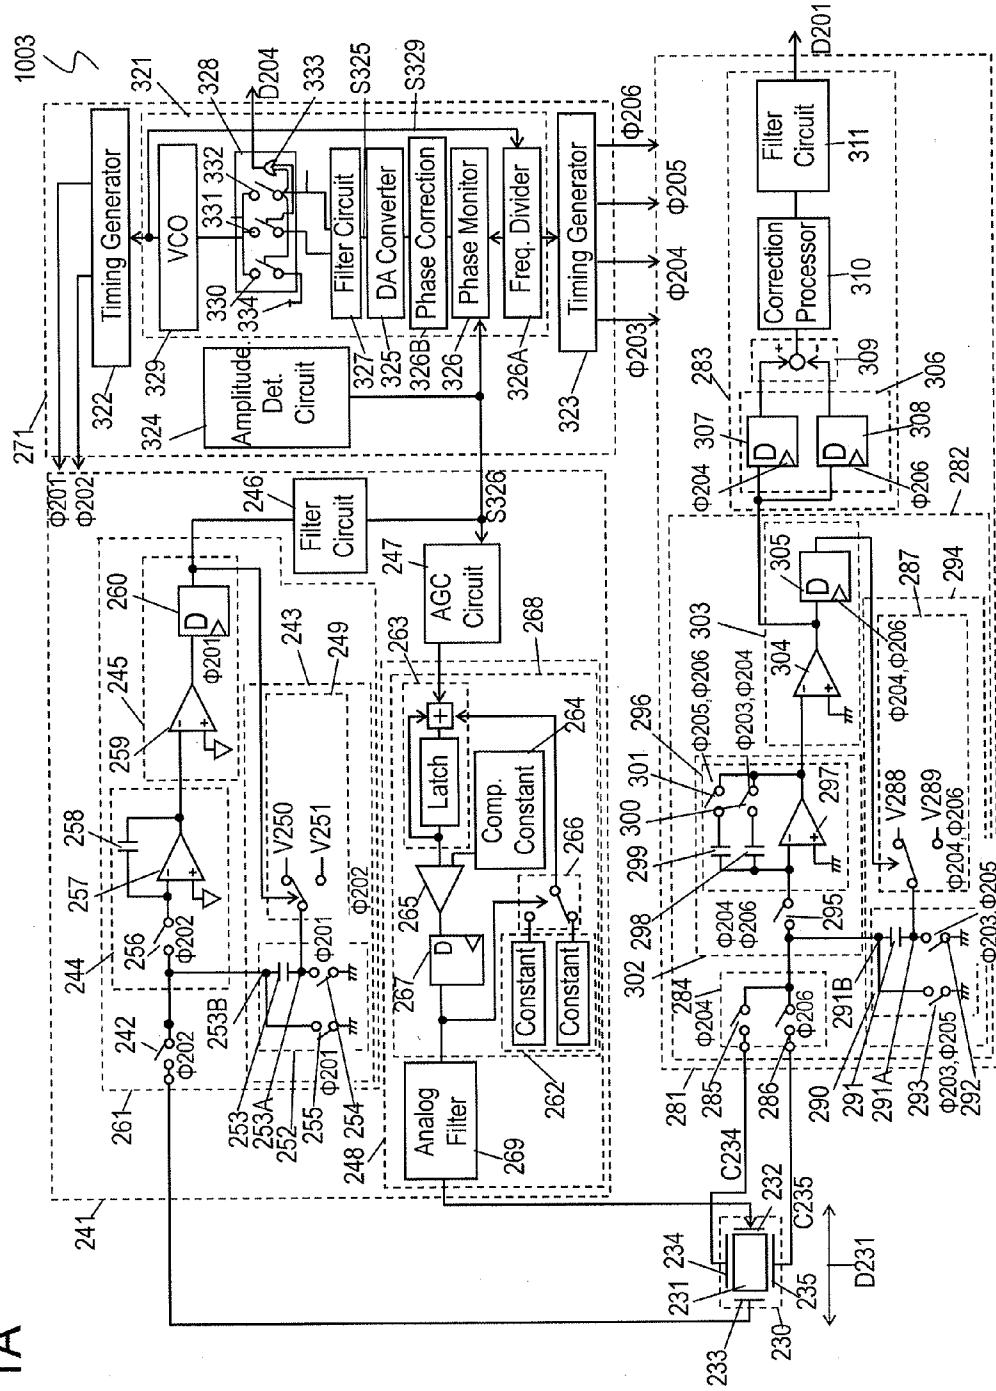 1A
1003
D201
Timing Generator
322
VCO
329
321
328
D204
333
S325
S329
332
331
330
334
Filter Circuit
327
DA Converter
325
Phase Correction
326B
Phase Monitor
326
Freq. Divider
326A
Timing Generator
323
Φ206
Φ205
Φ204
Φ203
Amplitude. Det. Circuit
324
271
Φ201
Φ202
246
Filter Circuit
S326
247
AGC Circuit
260
D
Φ201
245
259
243
249
258
257
V250
V251
Φ202
244
256
Φ202
242
Φ202
261
253B
253
253A
252
255
254
Φ201
Φ201
241
263
268
264
+
Latch
Comp. Constant
265
267
D
266
Constant
Constant
262
248
Analog Filter
269
Filter Circuit
311
Correction Processor
310
309
283
306
307
D
Φ204
308
D
Φ206
282
305
D
303
304
Φ204,Φ206
287
294
296
Φ205,Φ206
301
Φ203,Φ204
300
299
298
297
Φ204
Φ206
295
302
V288
V289
Φ204,Φ206
284
Φ204
285
Φ206
286
281
291B
290
291
291A
293
292
Φ203,Φ205
Φ205
Φ203
C234
C235
232
234
231
233
235
230
D231